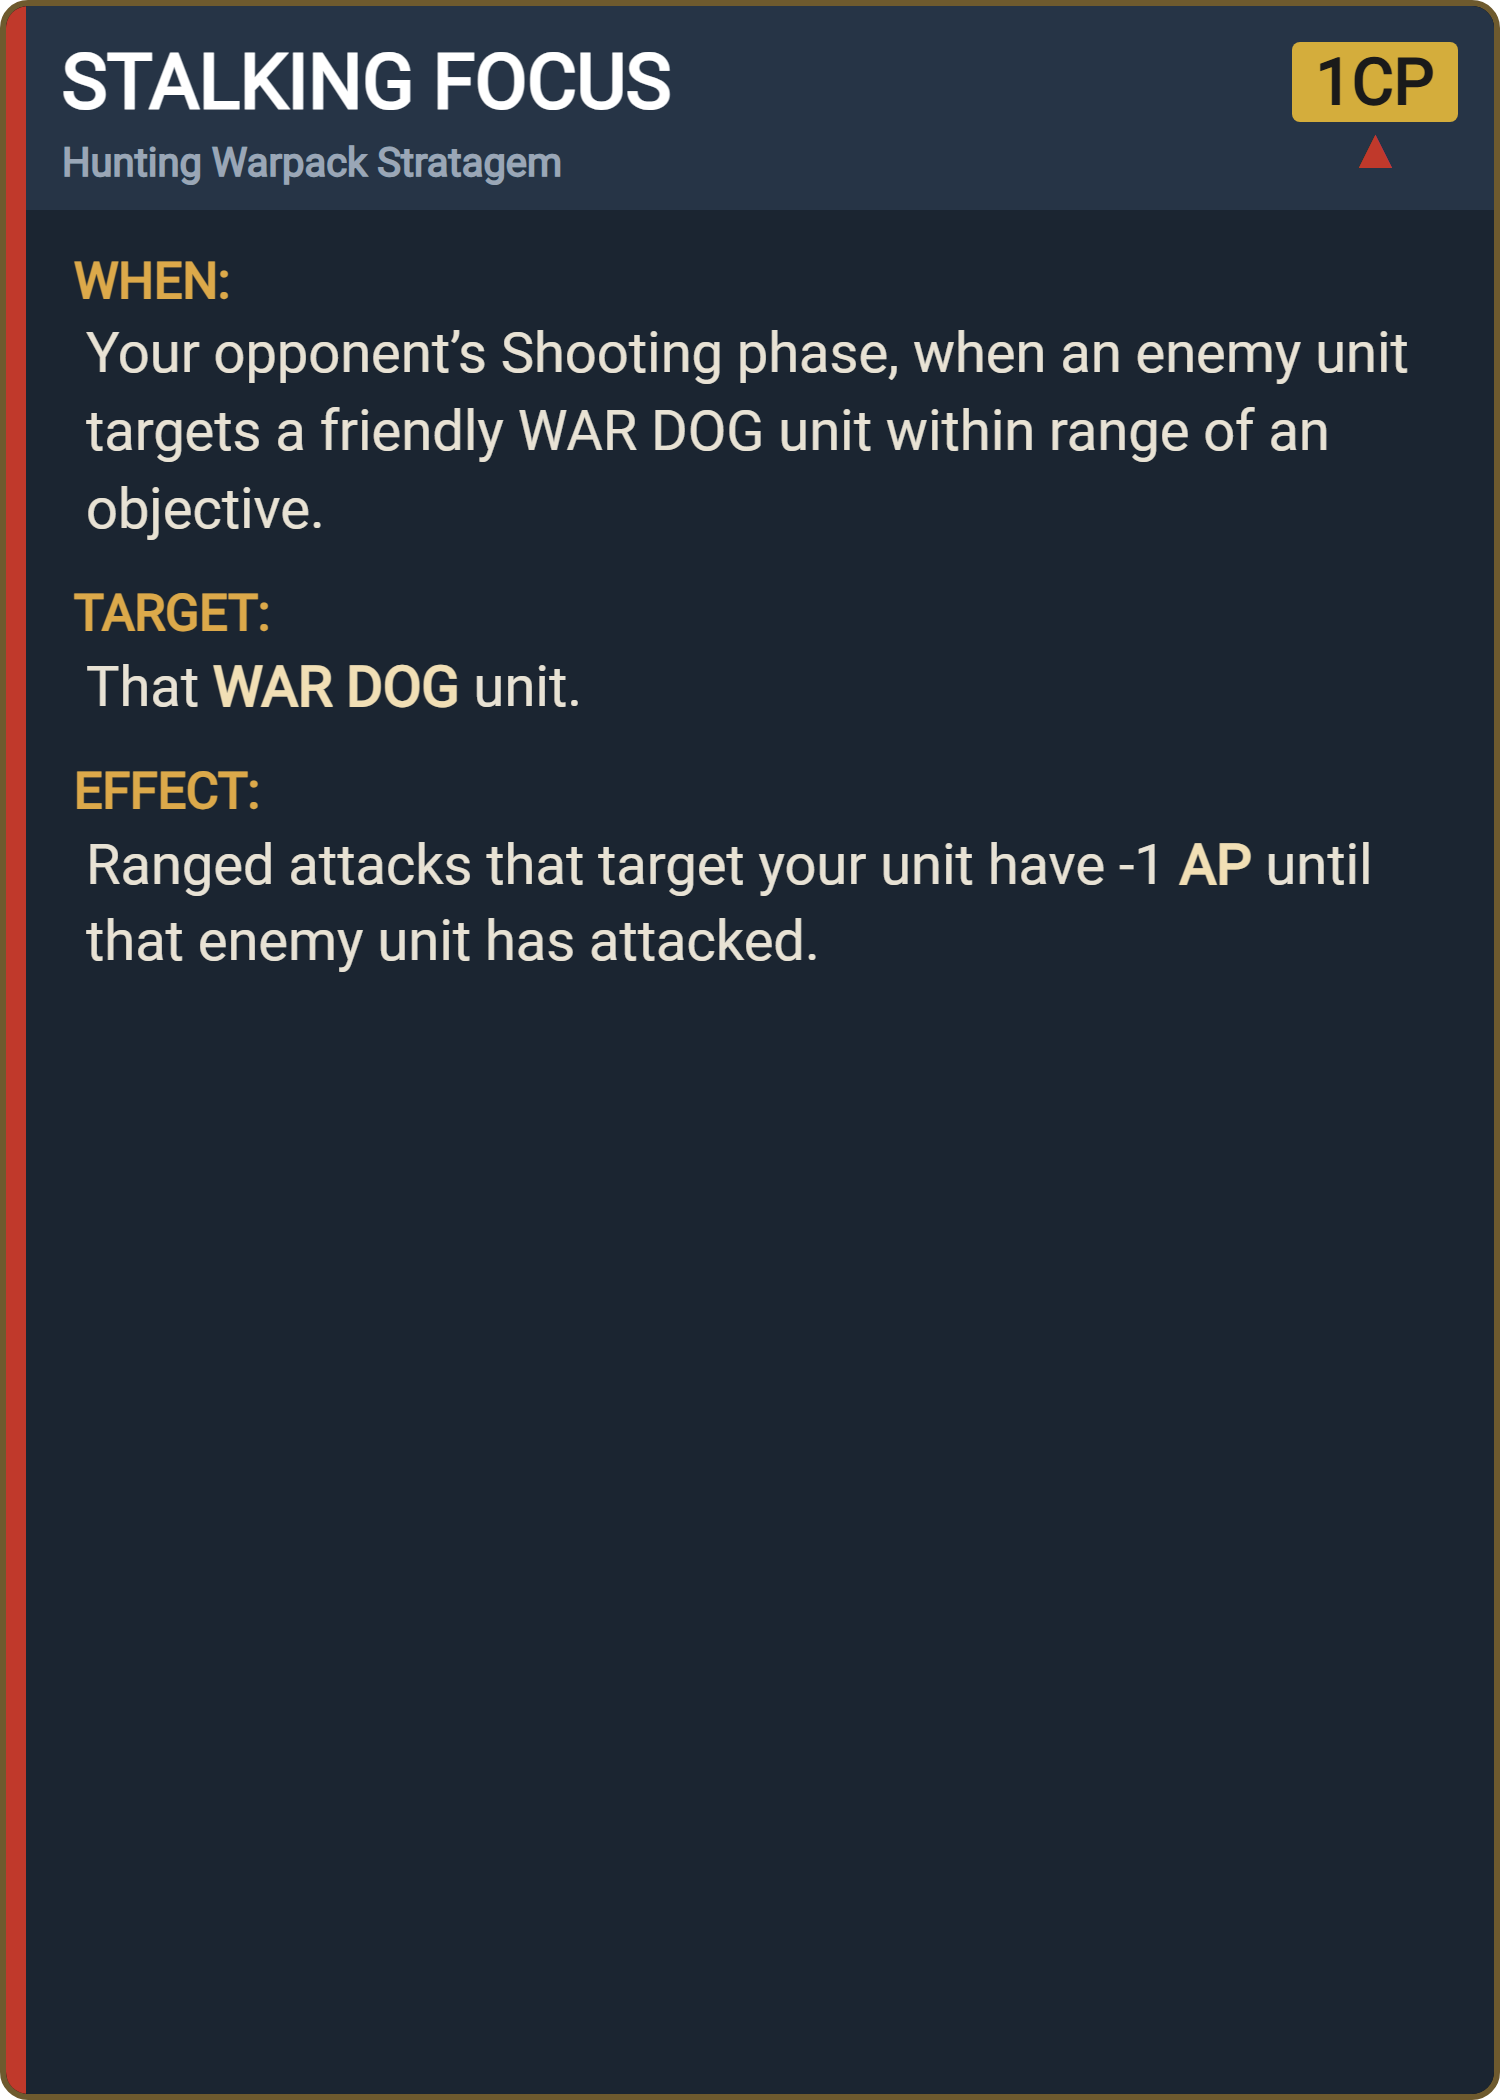 STALKING FOCUS
1CP
Hunting Warpack Stratagem
WHEN:
Your opponent’s Shooting phase, when an enemy unit
targets a friendly WAR DOG unit within range of an
objective.
TARGET:
That WAR DOG unit.
EFFECT:
Ranged attacks that target your unit have -1 AP until
that enemy unit has attacked.